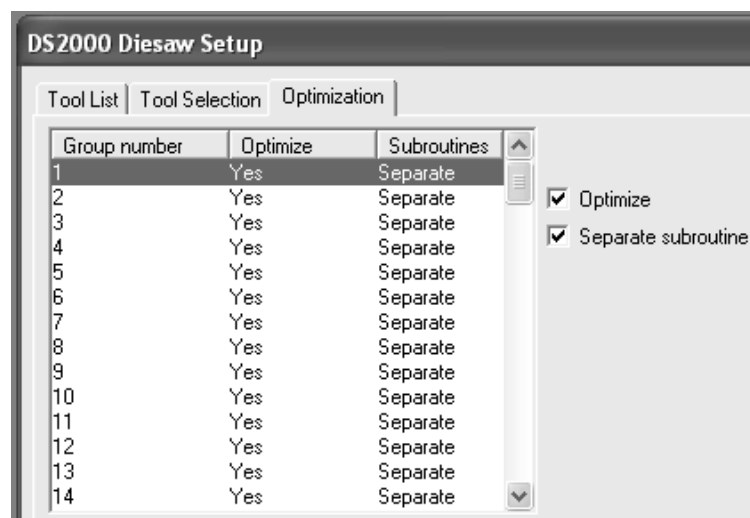 DS2000 Diesaw Setup
Tool List Tool Selection Optimization
Group number Optimize Subroutines
1 Yes Separate
2 Yes Separate
3 Yes Separate
4 Yes Separate
5 Yes Separate
6 Yes Separate
7 Yes Separate
8 Yes Separate
9 Yes Separate
10 Yes Separate
11 Yes Separate
12 Yes Separate
13 Yes Separate
14 Yes Separate
Optimize
Separate subroutine